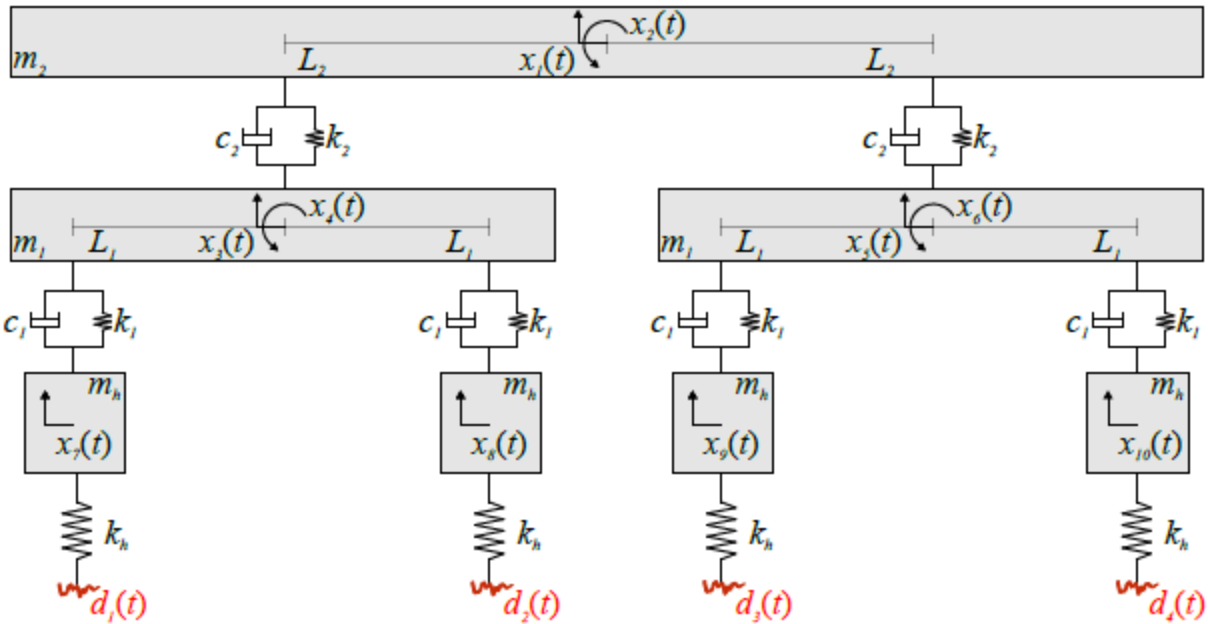 x₂(t)
m₂ L₂ x₁(t) L₂
c₂ k₂ c₂ k₂
x₄(t) x₆(t)
m₁ L₁ x₃(t) L₁ m₁ L₁ x₅(t) L₁
c₁ k₁ c₁ k₁ c₁ k₁ c₁ k₁
mₕ mₕ mₕ mₕ
x₇(t) x₈(t) x₉(t) x₁₀(t)
kₕ kₕ kₕ kₕ
d₁(t) d₂(t) d₃(t) d₄(t)